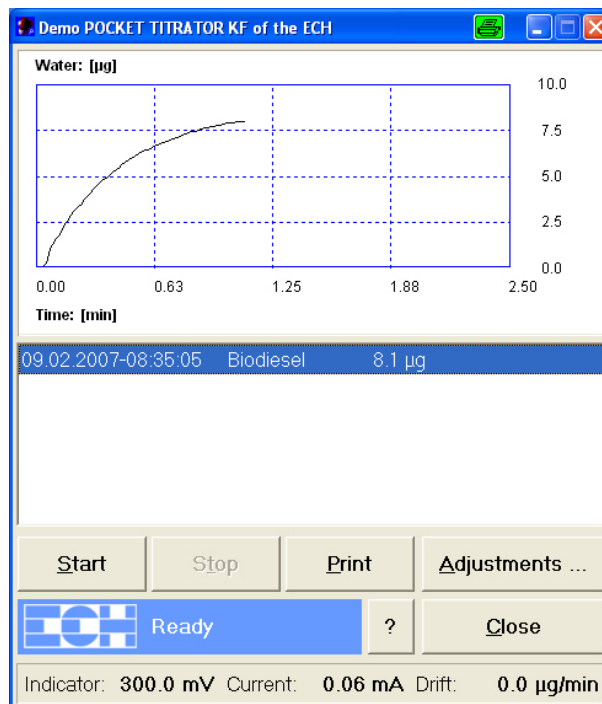 Demo POCKET TITRATOR KF of the ECH
Water: [µg]
10.0
7.5
5.0
2.5
0.0
0.00 0.63 1.25 1.88 2.50
Time: [min]
09.02.2007-08:35:05 Biodiesel 8.1 µg
Start Stop Print Adjustments ...
ECH Ready ? Close
Indicator: 300.0 mV Current: 0.06 mA Drift: 0.0 µg/min